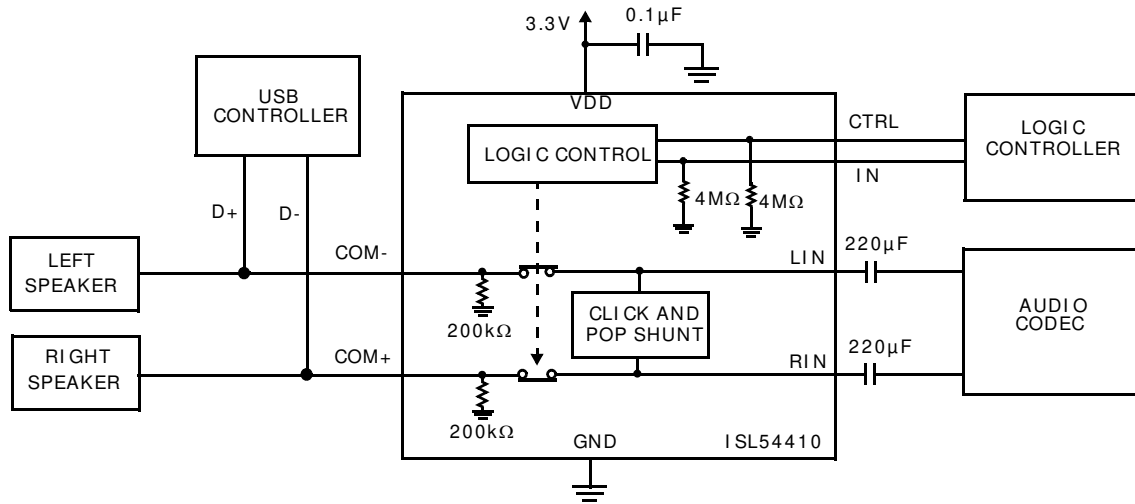 3.3V
0.1µF
USB
CONTROLLER
VDD
LOGIC CONTROL
CTRL
IN
LOGIC
CONTROLLER
4MΩ
4MΩ
D+
D-
LEFT
SPEAKER
COM-
200kΩ
LIN
220µF
CLICK AND
POP SHUNT
AUDIO
CODEC
RIGHT
SPEAKER
COM+
200kΩ
RIN
220µF
GND
ISL54410